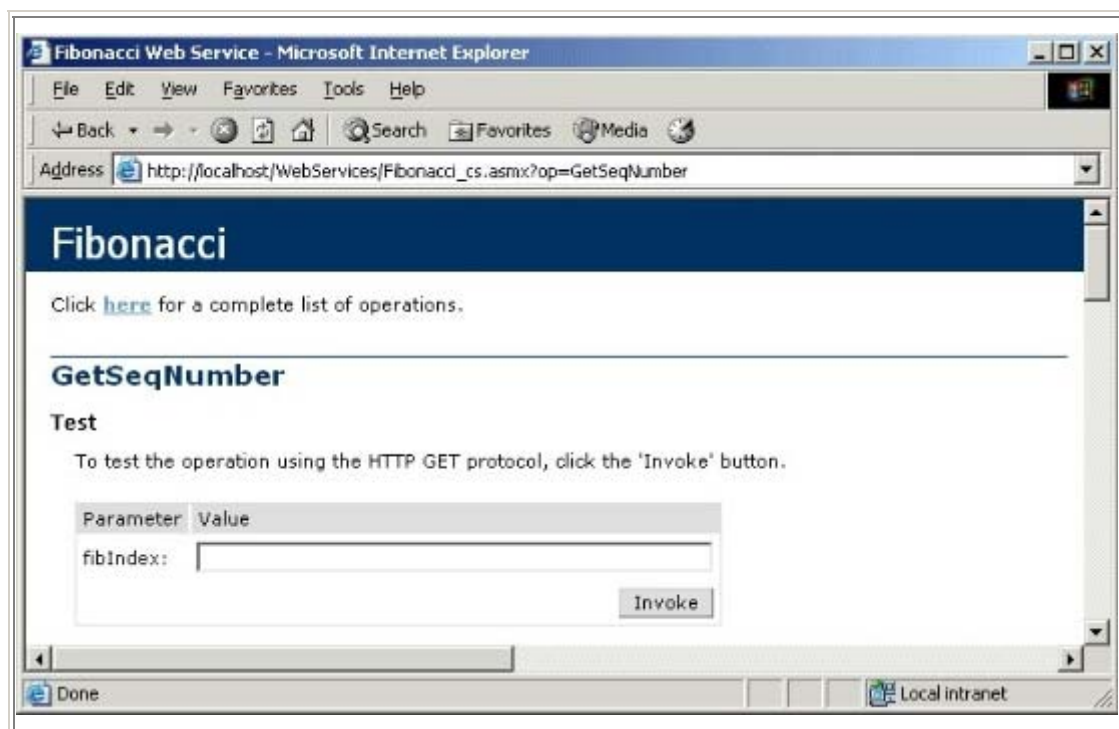 Fibonacci Web Service - Microsoft Internet Explorer
File Edit View Favorites Tools Help
Back Search Favorites Media
Address http://localhost/WebServices/Fibonacci_cs.asmx?op=GetSeqNumber
Fibonacci
Click here for a complete list of operations.
GetSeqNumber
Test
To test the operation using the HTTP GET protocol, click the 'Invoke' button.
Parameter Value
fibIndex:
Invoke
Done Local intranet